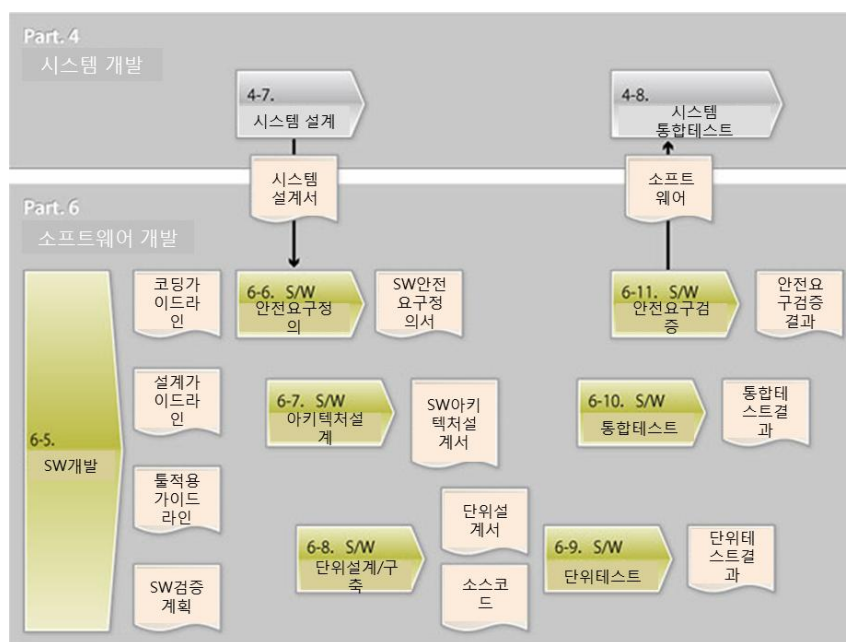 Part. 4
시스템 개발
4-7.
시스템 설계
4-8.
시스템
통합테스트
시스템
설계서
소프트
웨어
Part. 6
소프트웨어 개발
6-5.
SW개발
코딩가
이드라
인
설계가
이드라
인
툴적용
가이드
라인
SW검증
계획
6-6. S/W
안전요구정
의
SW안전
요구정
의서
6-11. S/W
안전요구검
증
안전요
구검증
결과
6-7. S/W
아키텍처설
계
SW아키
텍처설
계서
6-10. S/W
통합테스트
통합테
스트결
과
6-8. S/W
단위설계/구
축
단위설
계서
소스코
드
6-9. S/W
단위테스트
단위테
스트결
과